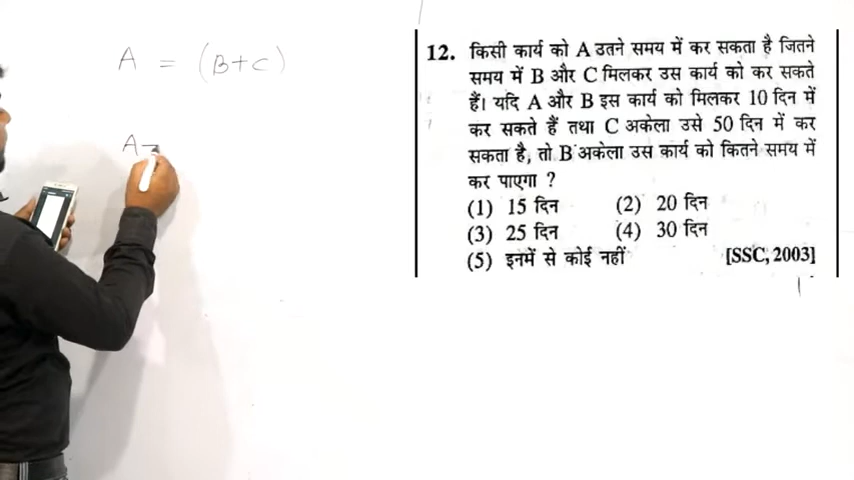 A = (B+C)
A=
12. किसी कार्य को A उतने समय में कर सकता है जितने
समय में B और C मिलकर उस कार्य को कर सकते
हैं। यदि A और B इस कार्य को मिलकर 10 दिन में
कर सकते हैं तथा C अकेला उसे 50 दिन में कर
सकता है, तो B अकेला उस कार्य को कितने समय में
कर पाएगा ?
(1) 15 दिन (2) 20 दिन
(3) 25 दिन (4) 30 दिन
(5) इनमें से कोई नहीं [SSC, 2003]